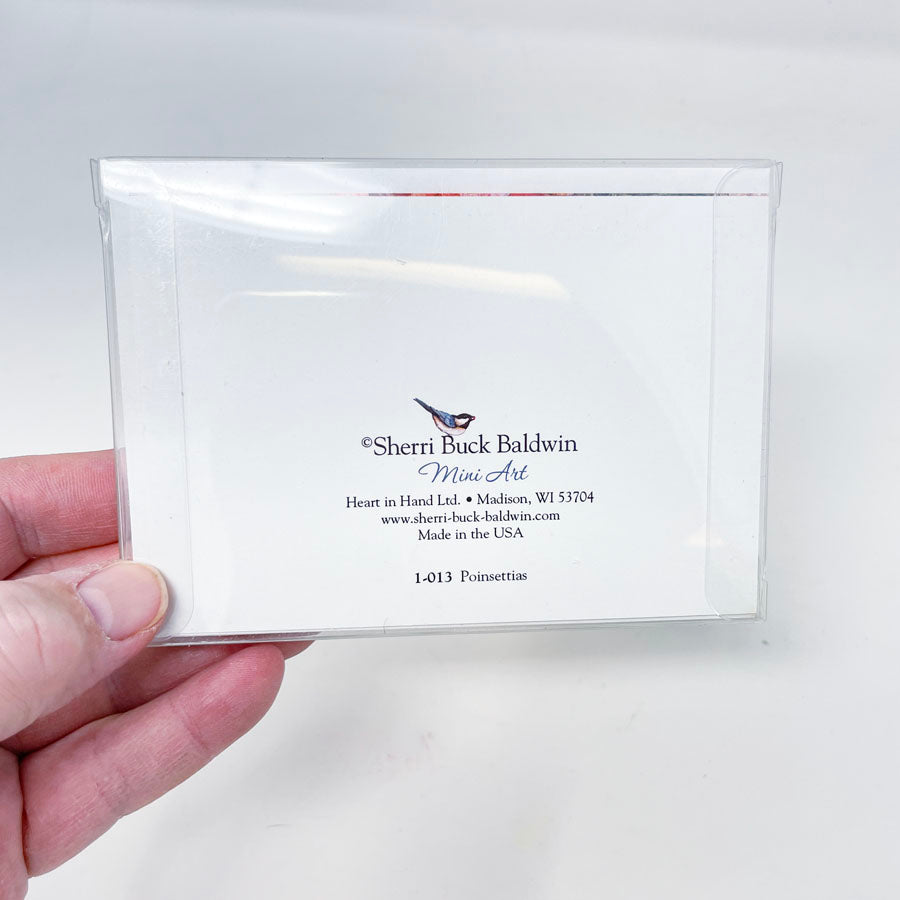 ©Sherri Buck Baldwin
Mini Art
Heart in Hand Ltd. • Madison, WI 53704
www.sherri-buck-baldwin.com
Made in the USA
1-013 Poinsettias